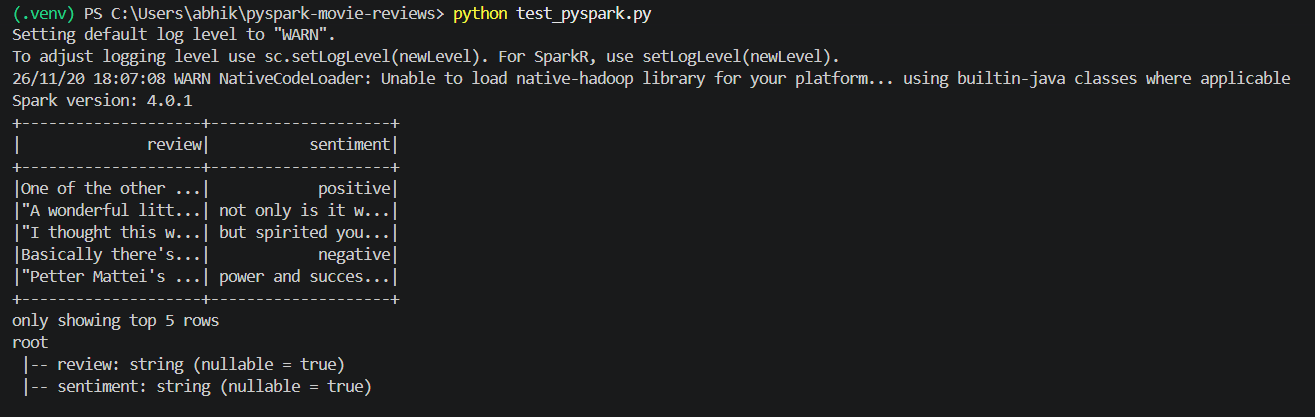 (.venv) PS C:\Users\abhik\pyspark-movie-reviews> python test_pyspark.py
Setting default log level to "WARN".
To adjust logging level use sc.setLogLevel(newLevel). For SparkR, use setLogLevel(newLevel).
26/11/20 18:07:08 WARN NativeCodeLoader: Unable to load native-hadoop library for your platform... using builtin-java classes where applicable
Spark version: 4.0.1
+--------------------+--------------------+
|              review|           sentiment|
+--------------------+--------------------+
|One of the other ...|            positive|
|"A wonderful litt...| not only is it w...|
|"I thought this w...| but spirited you...|
|Basically there's...|            negative|
|"Petter Mattei's ...| power and succes...|
+--------------------+--------------------+
only showing top 5 rows
root
 |-- review: string (nullable = true)
 |-- sentiment: string (nullable = true)